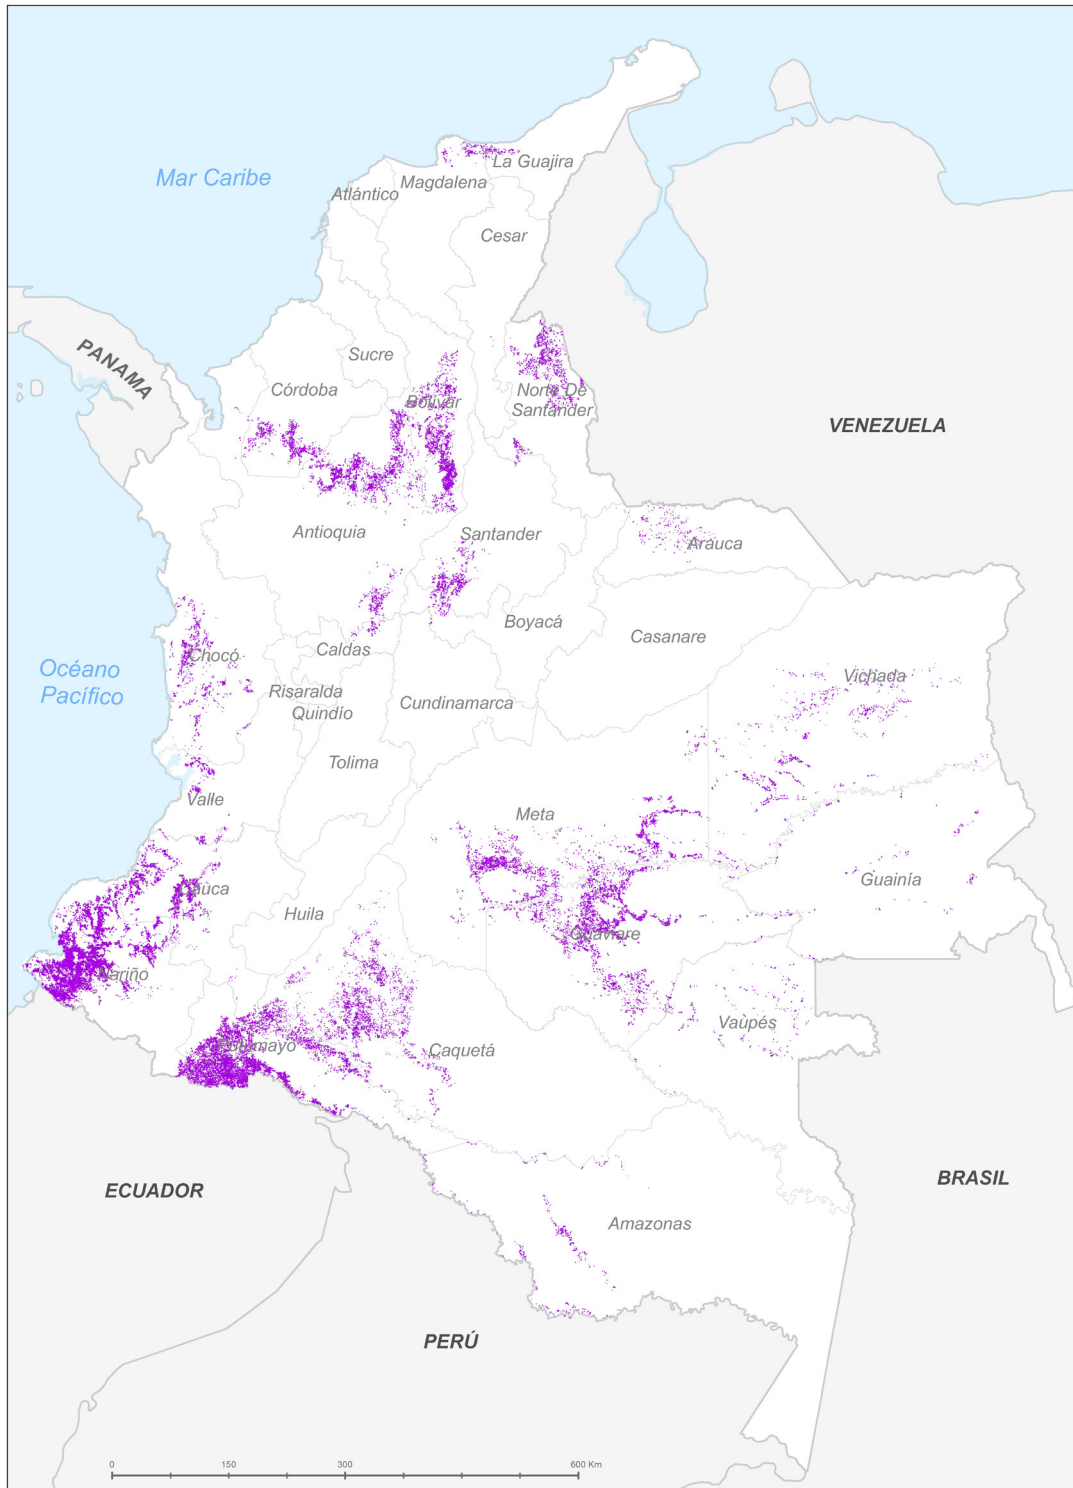 La Guajira
Mar Caribe
Magdalena
Atlántico
Cesar
PANAMA
Sucre
Córdoba
Norte De
Santander
Bolívar
VENEZUELA
Antioquia
Santander
Arauca
Boyacá
Casanare
Caldas
Chocó
Océano
Pacífico
Vichada
Risaralda
Quindío
Cundinamarca
Tolima
Valle
Meta
Guainía
Cauca
Huila
Guaviare
Nariño
Vaupés
Putumayo
Caquetá
ECUADOR
BRASIL
Amazonas
PERÚ
0 150 300 600 Km